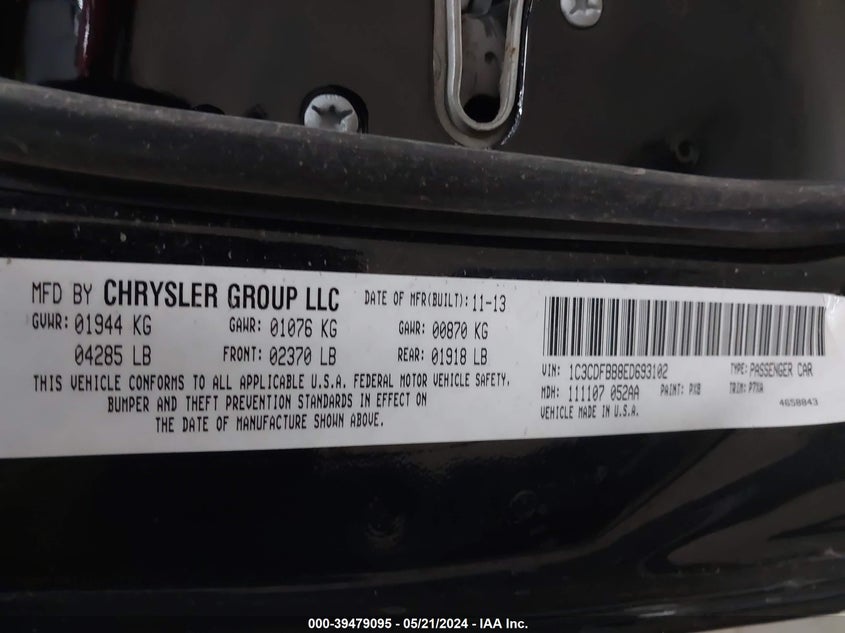 MFD BY CHRYSLER GROUP LLC DATE OF MFR(BUILT): 11-13
GVWR: 01944 KG GAWR: 01076 KG GAWR: 00870 KG
04285 LB FRONT: 02370 LB REAR: 01918 LB
THIS VEHICLE CONFORMS TO ALL APPLICABLE U.S.A. FEDERAL MOTOR VEHICLE SAFETY,
BUMPER AND THEFT PREVENTION STANDARDS IN EFFECT ON
THE DATE OF MANUFACTURE SHOWN ABOVE.
VIN: 1C3CDFBB8ED693102 TYPE: PASSENGER CAR
MDH: 111107 052AA PAINT: PX8 TRIM: P7XA
VEHICLE MADE IN U.S.A. 4658843
000-39479095 - 05/21/2024 - IAA Inc.